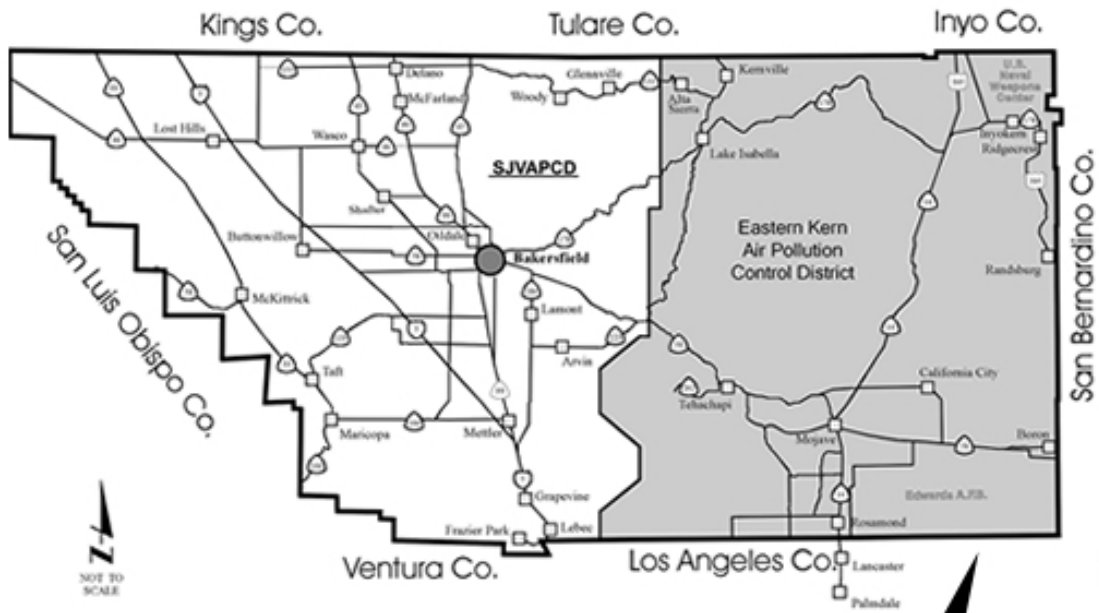 Kings Co.
Tulare Co.
Inyo Co.
Delano
Glennville
Kernville
U.S.
Naval
Weapons
Center
McFarland
Woody
Alta
Sierra
Lost Hills
Wasco
Inyokern
Ridgecrest
Lake Isabella
SJVAPCD
Shafter
San Bernardino Co.
Buttonwillow
Oildale
Eastern Kern
Air Pollution
Control District
Bakersfield
Randsburg
San Luis Obispo Co.
McKittrick
Lamont
Arvin
Taft
California City
Tehachapi
Maricopa
Mettler
Mojave
Boron
Grapevine
Edwards A.F.B.
Frazier Park
Lebec
Rosamond
N
NOT TO
SCALE
Ventura Co.
Los Angeles Co.
Lancaster
Palmdale